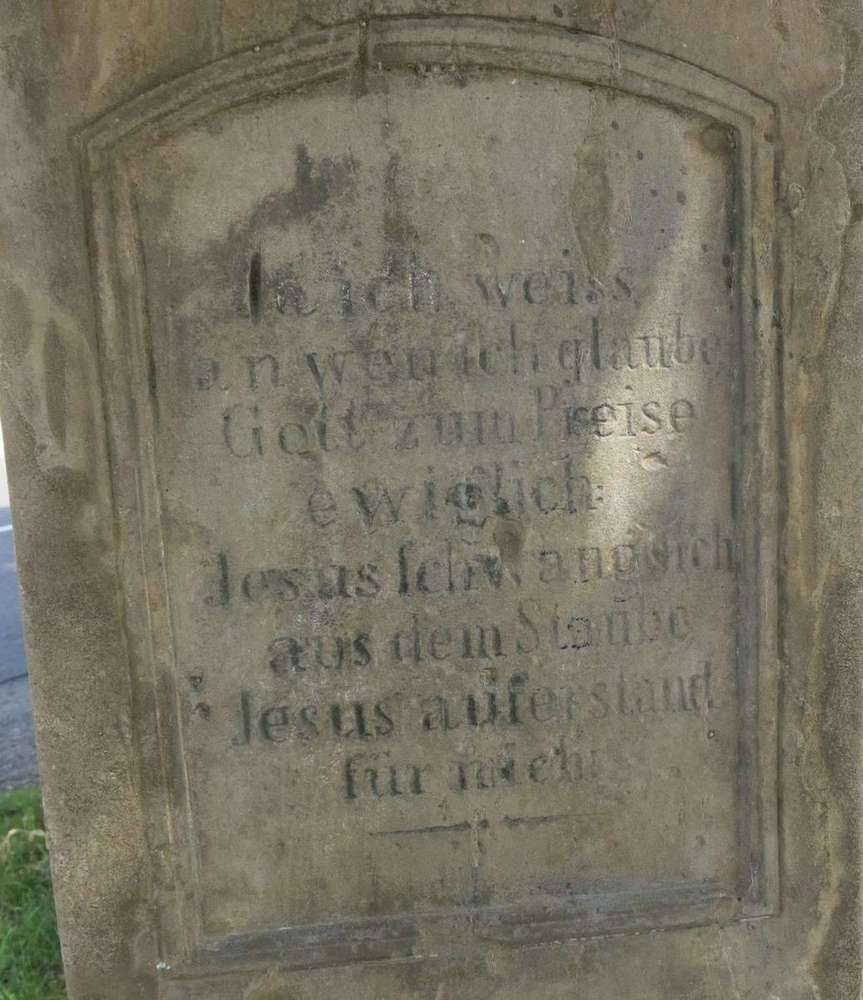 Ja ich weiss
an wen ich glaube
Gott zum Preise
ewiglich:
Jesus schwang sich
aus dem Staube
Jesus auferstand
für mich